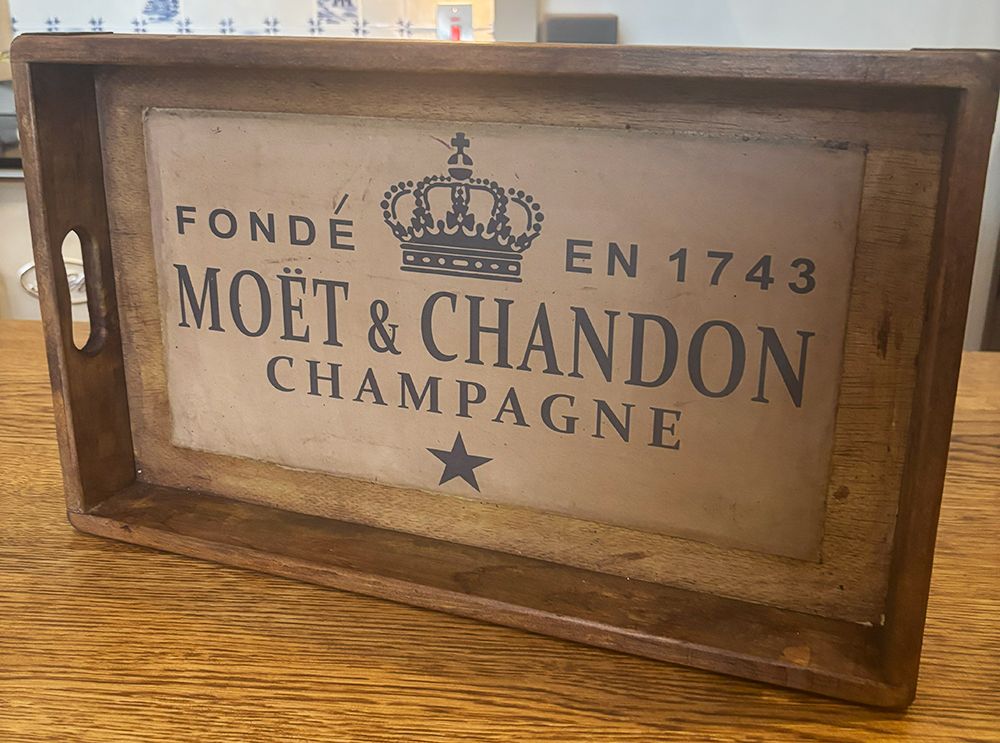 FONDÉ EN 1743
MOËT & CHANDON
CHAMPAGNE